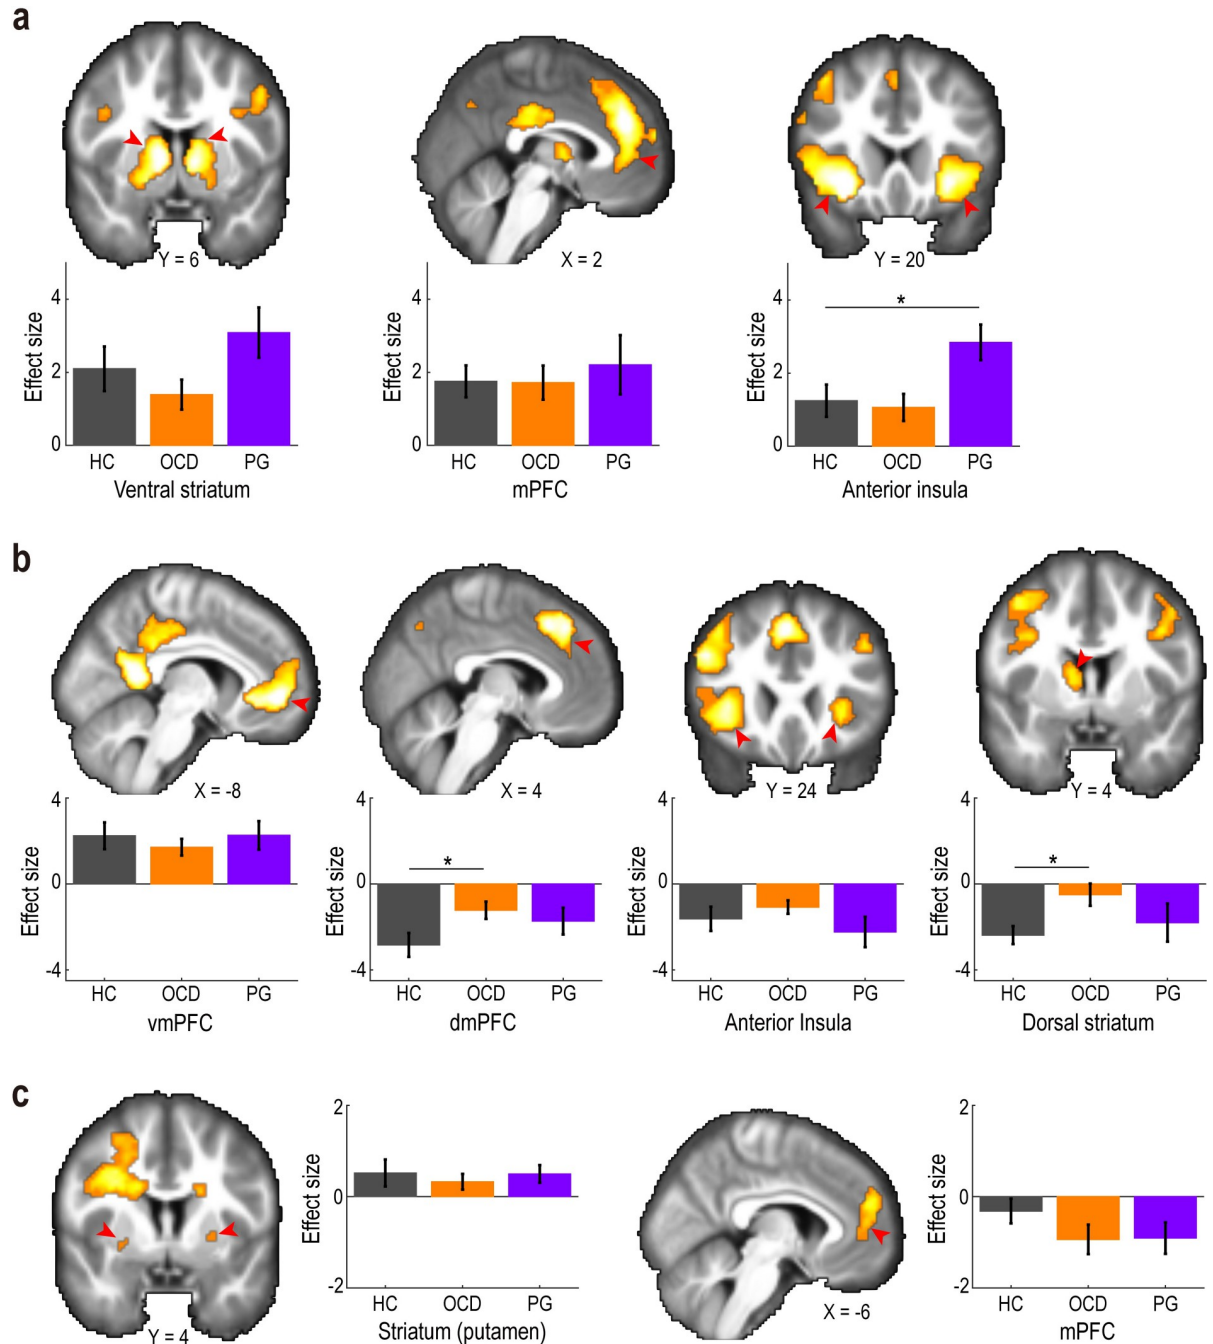 a
Y = 6
X = 2
Y = 20
Effect size
4
2
0
HC OCD PG
Ventral striatum
Effect size
4
2
0
HC OCD PG
mPFC
Effect size
4
2
0
*
HC OCD PG
Anterior insula
b
X = -8
X = 4
Y = 24
Y = 4
Effect size
4
0
-4
HC OCD PG
vmPFC
Effect size
4
0
-4
*
HC OCD PG
dmPFC
Effect size
4
0
-4
HC OCD PG
Anterior Insula
Effect size
4
0
-4
*
HC OCD PG
Dorsal striatum
c
Y = 4
Effect size
2
0
-2
HC OCD PG
Striatum (putamen)
X = -6
Effect size
2
0
-2
HC OCD PG
mPFC